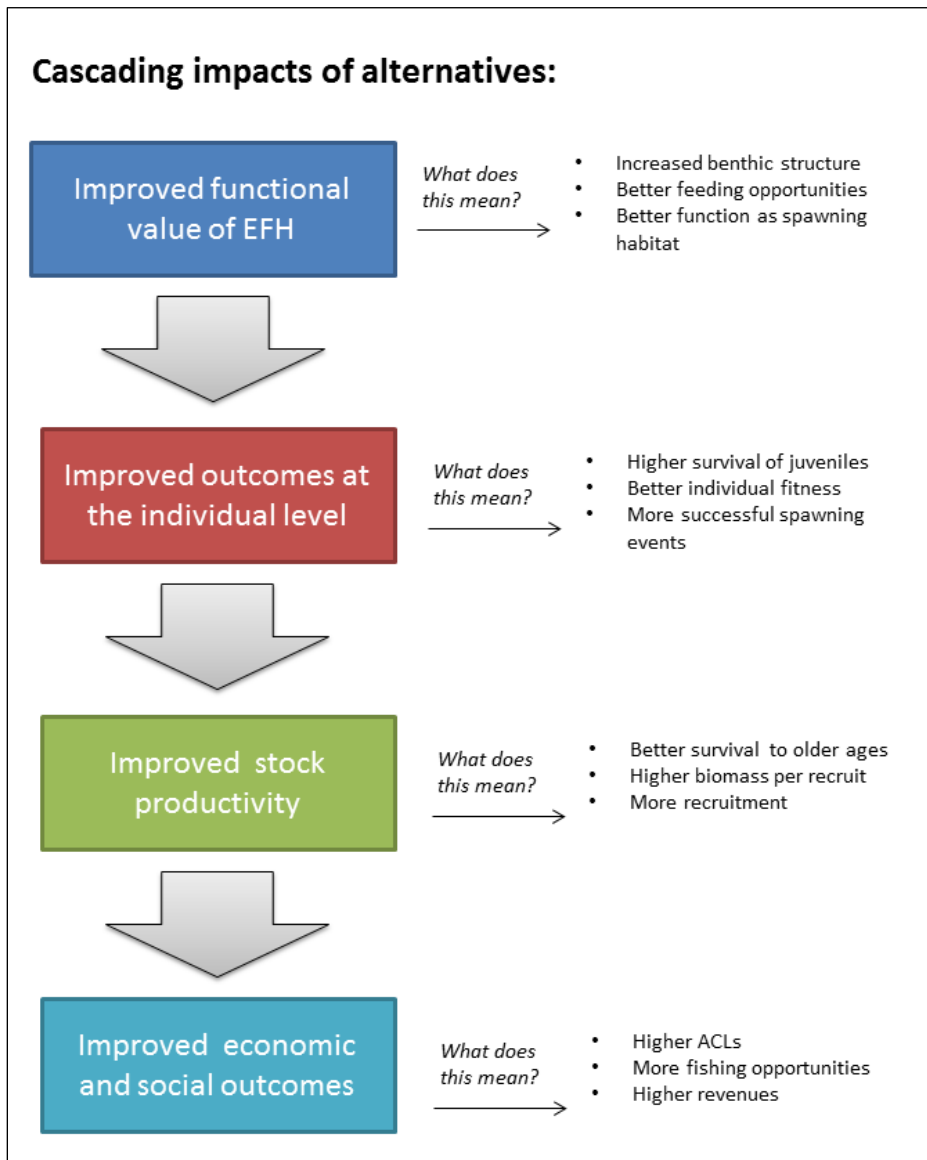 Cascading impacts of alternatives:
Improved functional
value of EFH
What does
this mean?
• Increased benthic structure
• Better feeding opportunities
• Better function as spawning
habitat
Improved outcomes at
the individual level
What does
this mean?
• Higher survival of juveniles
• Better individual fitness
• More successful spawning
events
Improved stock
productivity
What does
this mean?
• Better survival to older ages
• Higher biomass per recruit
• More recruitment
Improved economic
and social outcomes
What does
this mean?
• Higher ACLs
• More fishing opportunities
• Higher revenues